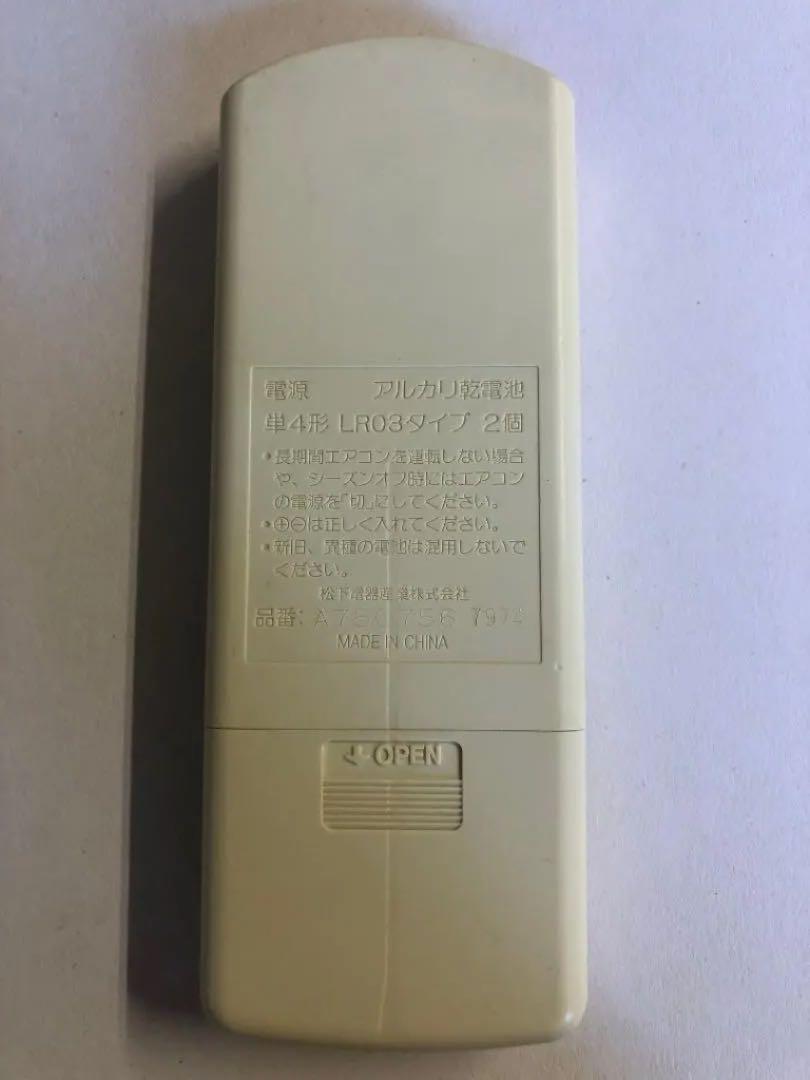 電源 アルカリ乾電池
単4形 LR03タイプ 2個
•長期間エアコンを運転しない場合
や、シーズンオフ時にはエアコン
の電源を「切」にしてください。
•⊕⊖は正しく入れてください。
•新旧、異種の電池は混用しないで
ください。
松下電器産業株式会社
品番:
MADE IN CHINA
OPEN